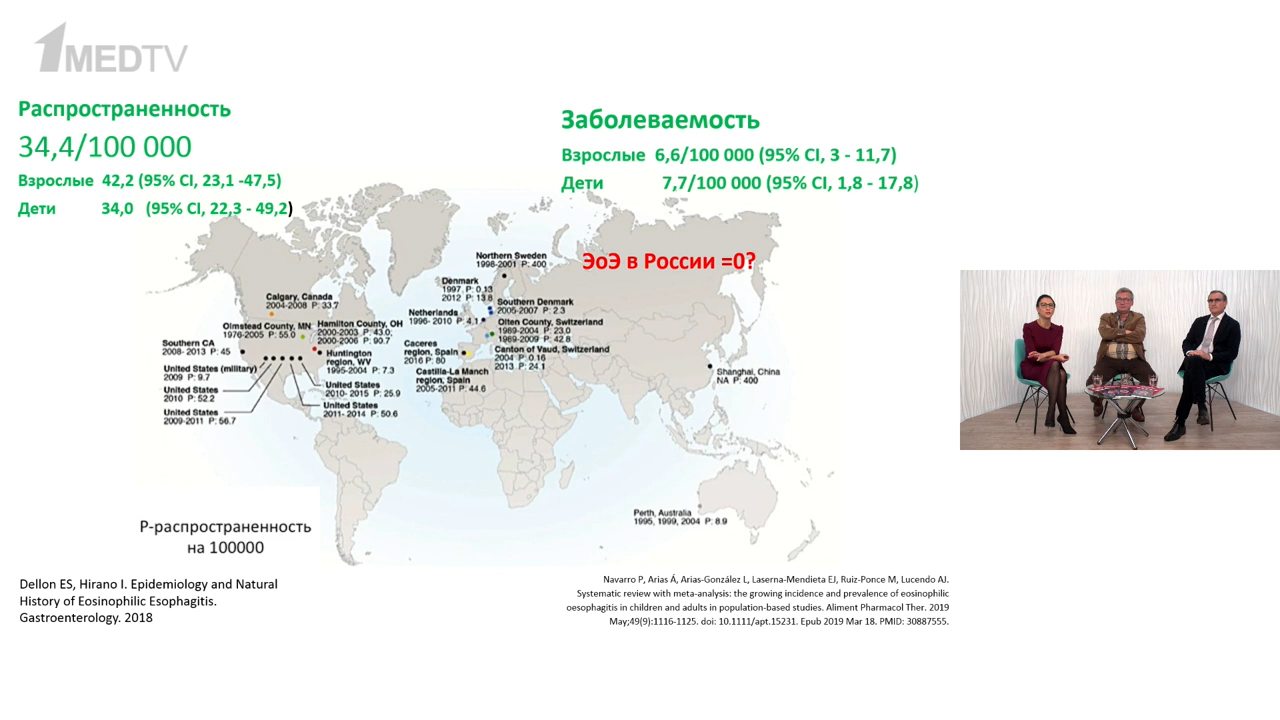 1MEDTV
Распространенность
34,4/100 000
Взрослые 42,2 (95% CI, 23,1 -47,5)
Дети 34,0 (95% CI, 22,3 - 49,2)
Заболеваемость
Взрослые 6,6/100 000 (95% CI, 3 - 11,7)
Дети 7,7/100 000 (95% CI, 1,8 - 17,8)
ЭоЭ в России =0?
Northern Sweden
1998-2001 P: 400
Denmark
1997 P: 0.13
2012 P: 13.8
Southern Denmark
2005-2007 P: 2.3
Netherlands
1996- 2010 P: 4.1
Olten County, Switzerland
1989-2004 P: 23.0
1989-2009 P: 42.8
Canton of Vaud, Switzerland
2004 P: 0.16
2013 P: 24.1
Caceres
region, Spain
2016 P: 80
Castilla-La Manch
region, Spain
2005-2011 P: 44.6
Calgary, Canada
2004-2008 P: 33.7
Olmstead County, MN
1976-2005 P: 55.0
Hamilton County, OH
2000-2003 P: 43.0;
2000-2006 P: 90.7
Southern CA
2008- 2013 P: 45
Huntington
region, WV
1995-2004 P: 7.3
United States (military)
2009 P: 9.7
United States
2010 P: 52.2
United States
2009-2011 P: 56.7
United States
2010- 2015 P: 25.9
United States
2011- 2014 P: 50.6
Shanghai, China
NA P: 400
Perth, Australia
1995, 1999, 2004 P: 8.9
Р-распространенность
на 100000
Dellon ES, Hirano I. Epidemiology and Natural
History of Eosinophilic Esophagitis.
Gastroenterology. 2018
Navarro P, Arias Á, Arias-González L, Laserna-Mendieta EJ, Ruiz-Ponce M, Lucendo AJ.
Systematic review with meta-analysis: the growing incidence and prevalence of eosinophilic
oesophagitis in children and adults in population-based studies. Aliment Pharmacol Ther. 2019
May;49(9):1116-1125. doi: 10.1111/apt.15231. Epub 2019 Mar 18. PMID: 30887555.